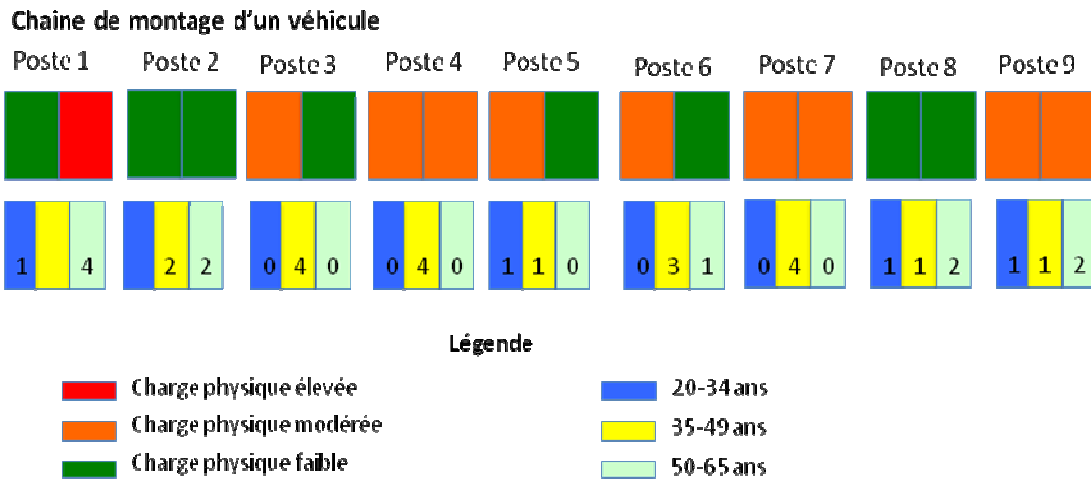 Chaine de montage d'un véhicule
Poste 1 Poste 2 Poste 3 Poste 4 Poste 5 Poste 6 Poste 7 Poste 8 Poste 9
1 4 2 2 0 4 0 0 4 0 1 1 0 0 3 1 0 4 0 1 1 2 1 1 2
Légende
Charge physique élevée 20-34 ans
Charge physique modérée 35-49 ans
Charge physique faible 50-65 ans